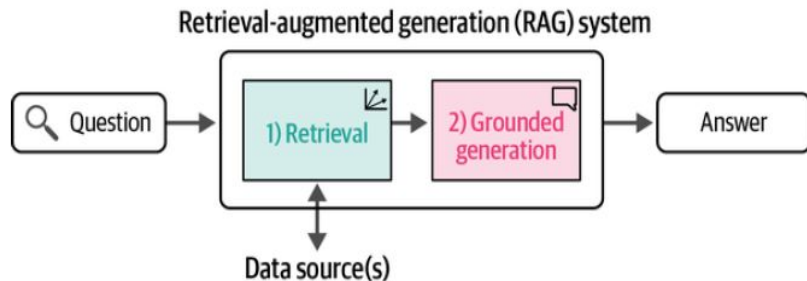 Retrieval-augmented generation (RAG) system
Question
1) Retrieval
2) Grounded
generation
Answer
Data source(s)